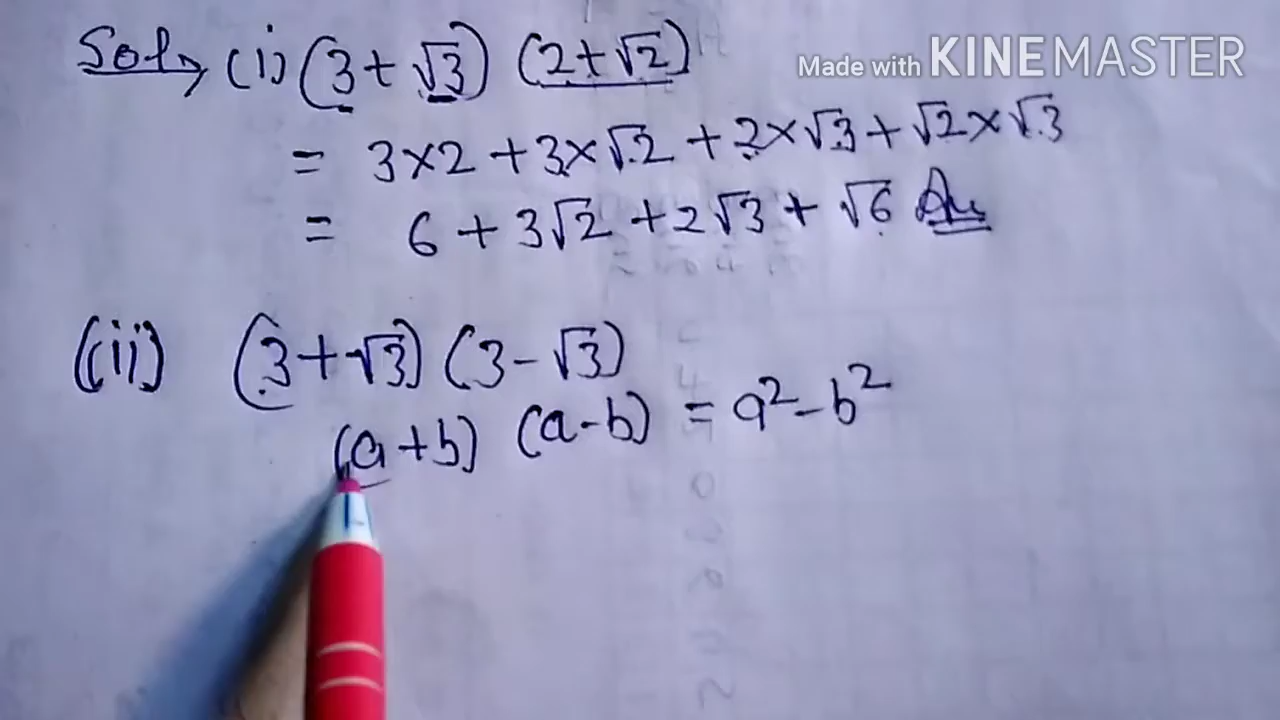 Soln (i) (3+√3) (2+√2)
Made with KINEMASTER
= 3×2+3×√2+2×√3+√2×√3
= 6+3√2+2√3+√6 Ans
(ii) (3+√3) (3-√3)
(a+b) (a-b) = a²-b²